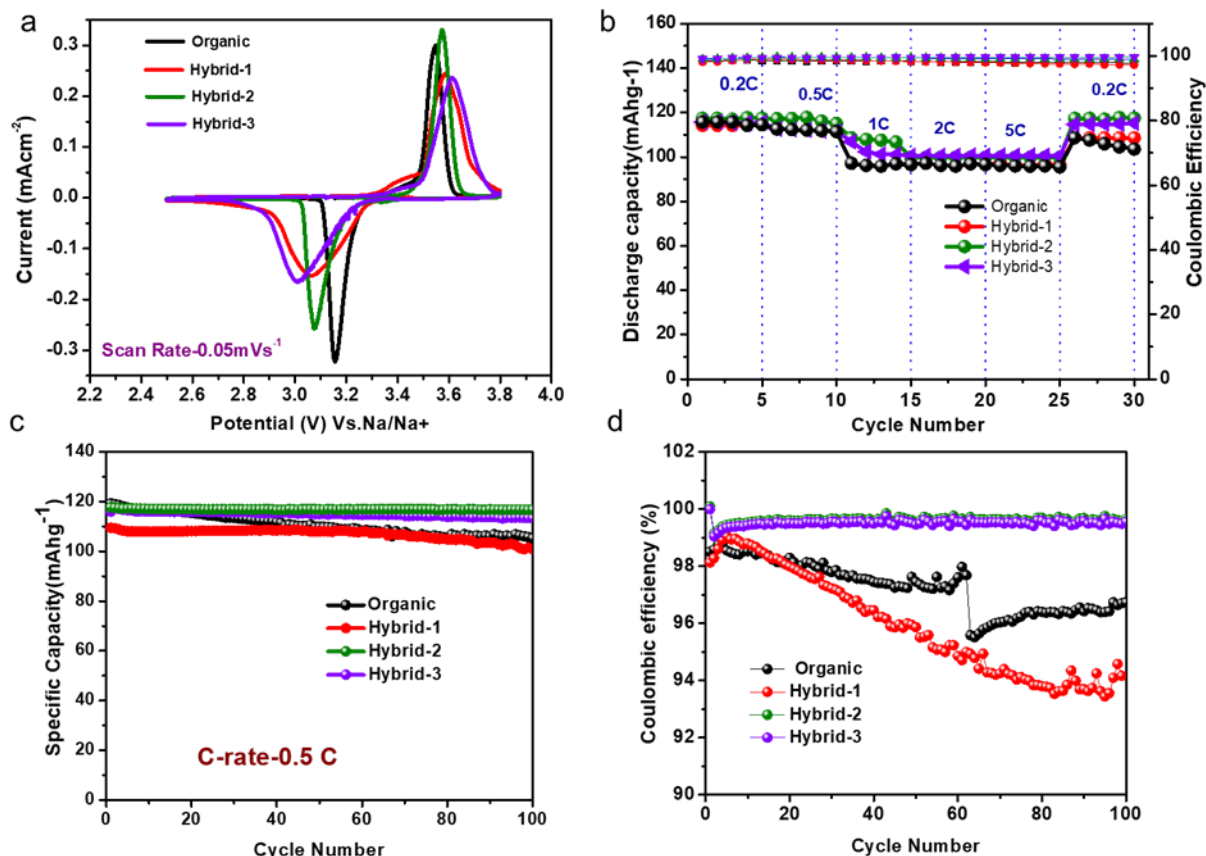 a
0.3
0.2
0.1
0.0
-0.1
-0.2
-0.3
Current (mAcm-2)
Organic
Hybrid-1
Hybrid-2
Hybrid-3
Scan Rate-0.05mVs-1
2.2 2.4 2.6 2.8 3.0 3.2 3.4 3.6 3.8 4.0
Potential (V) Vs.Na/Na+
b
160
140
120
100
80
60
40
20
0
Discharge capacity(mAhg-1)
0.2C
0.5C
1C
2C
5C
0.2C
Organic
Hybrid-1
Hybrid-2
Hybrid-3
100
80
60
40
20
0
Coulombic Efficiency
0 5 10 15 20 25 30
Cycle Number
c
140
120
100
80
60
40
20
0
Specific Capacity(mAhg-1)
Organic
Hybrid-1
Hybrid-2
Hybrid-3
C-rate-0.5 C
0 20 40 60 80 100
Cycle Number
d
102
100
98
96
94
92
90
Coulombic efficiency (%)
Organic
Hybrid-1
Hybrid-2
Hybrid-3
0 20 40 60 80 100
Cycle Number